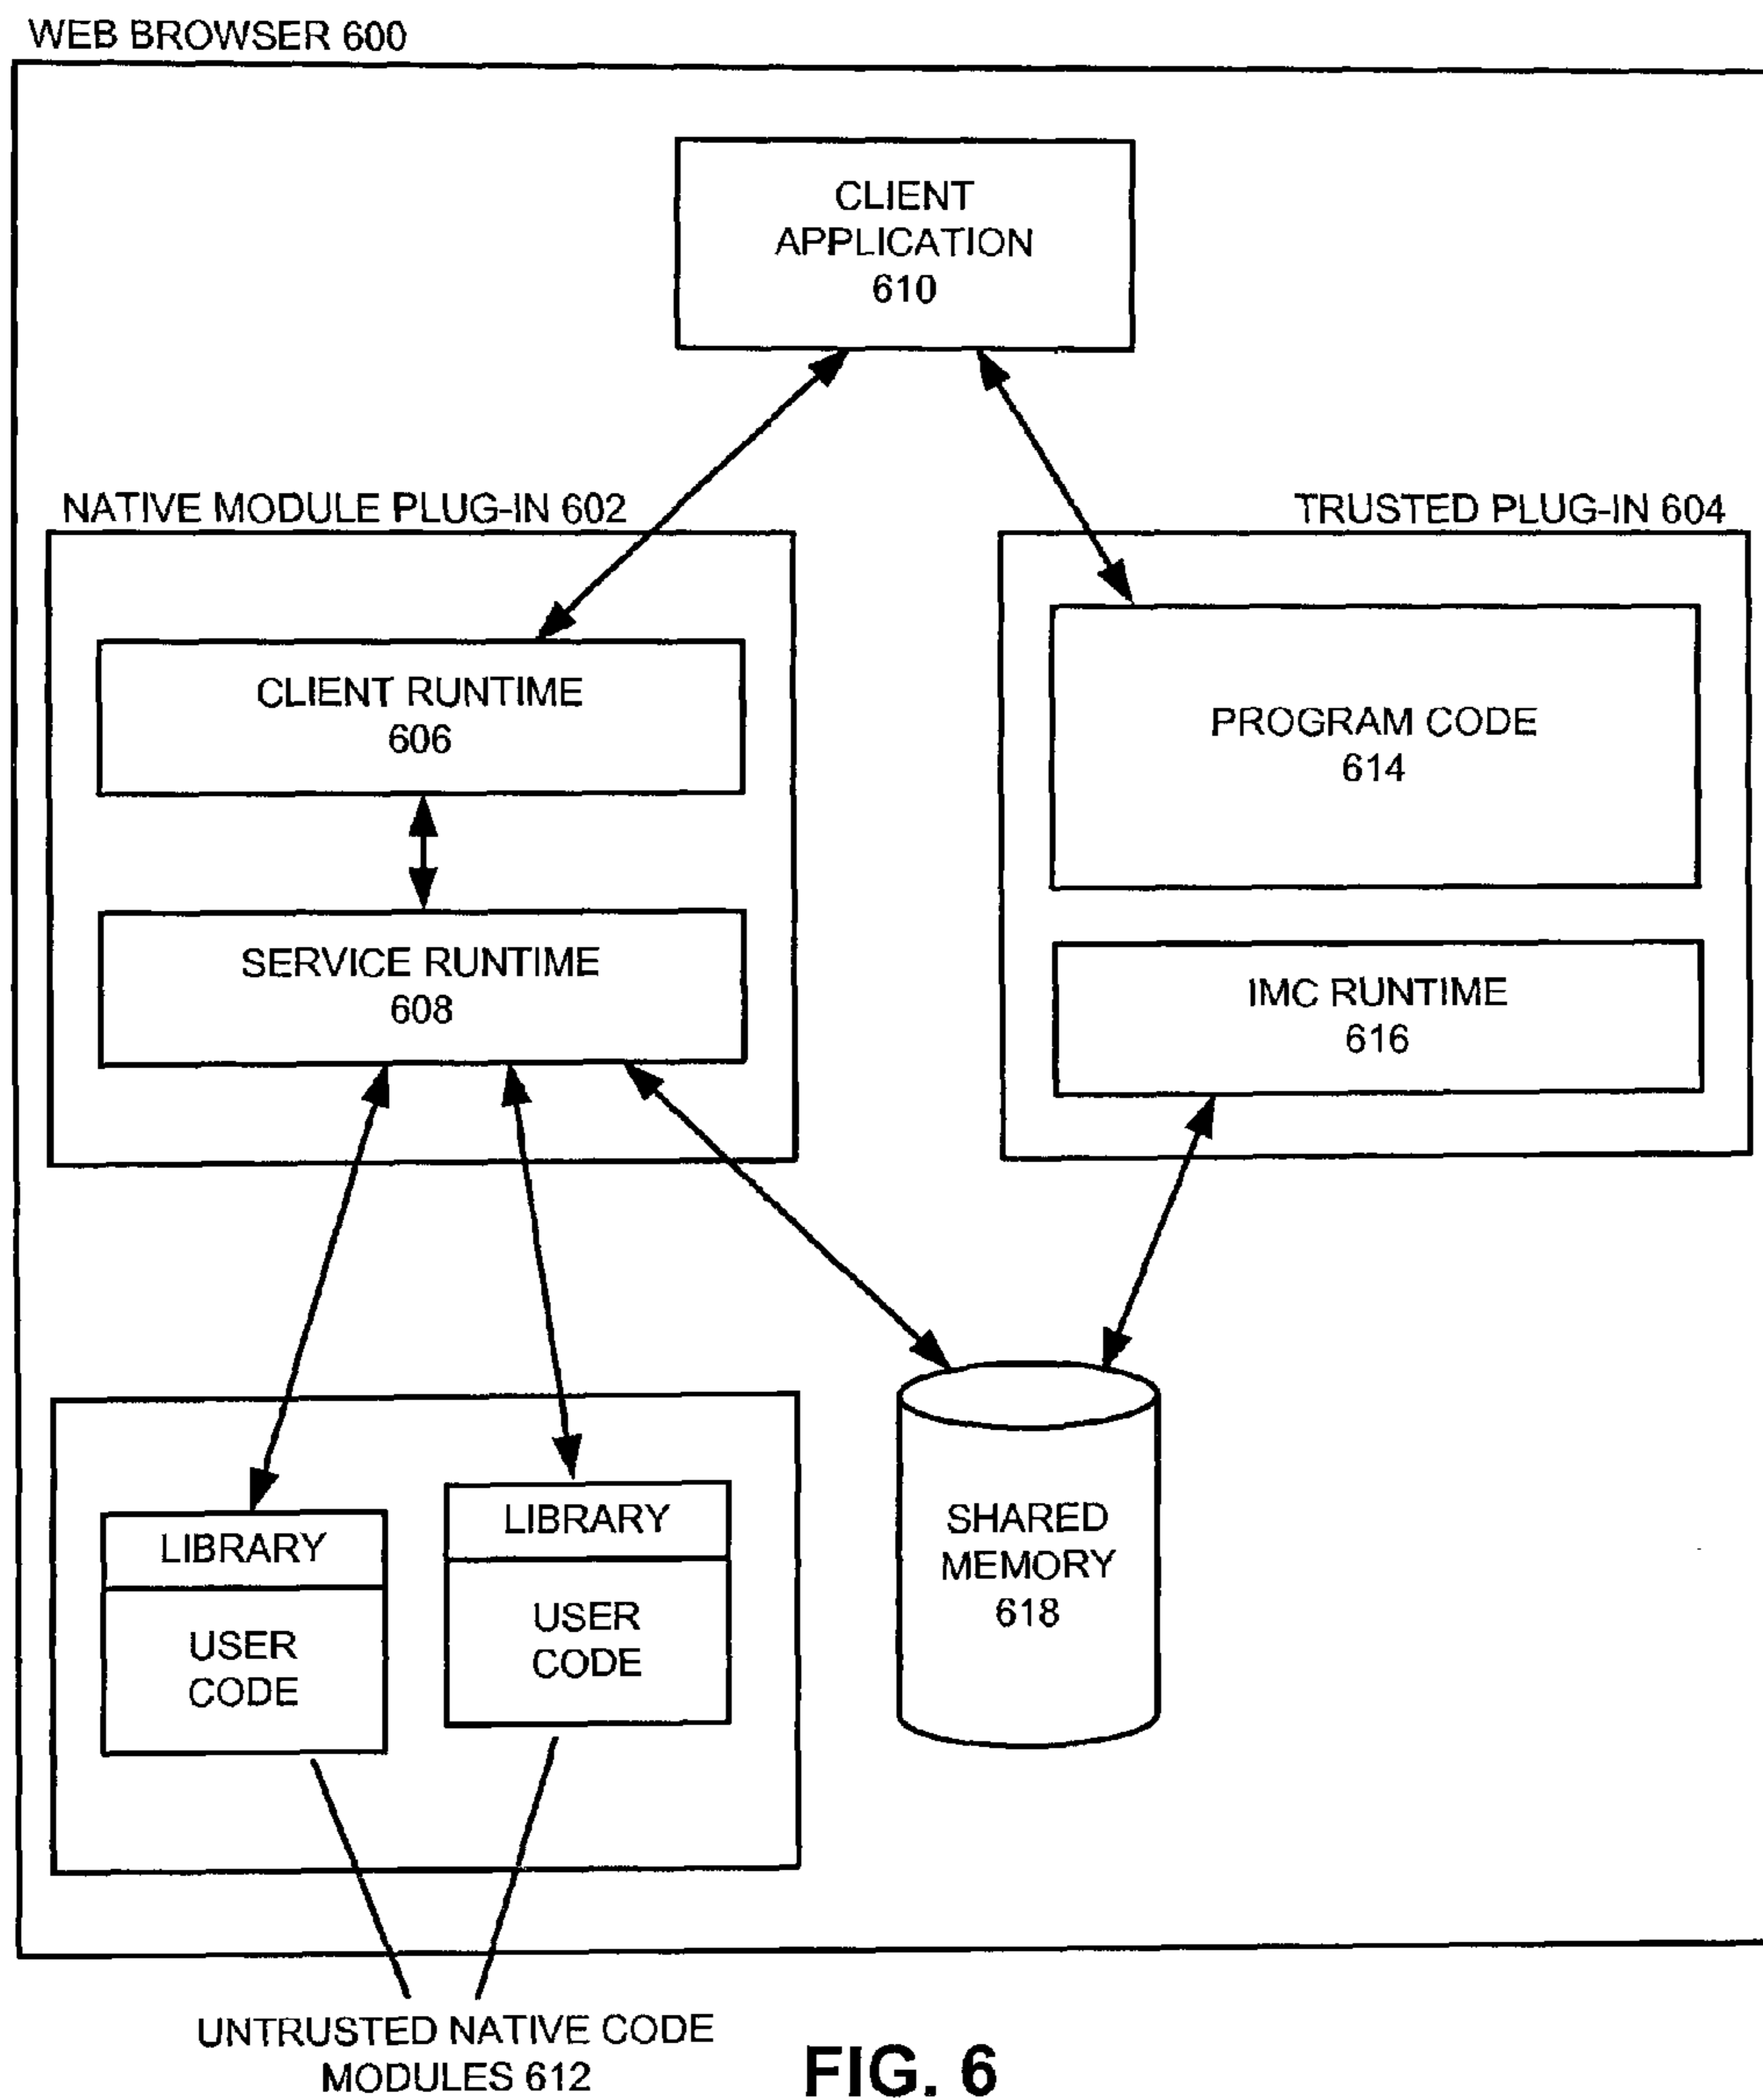 WEB BROWSER 600
CLIENT
APPLICATION
610
NATIVE MODULE PLUG-IN 602
TRUSTED PLUG-IN 604
CLIENT RUNTIME
606
PROGRAM CODE
614
SERVICE RUNTIME
608
IMC RUNTIME
616
LIBRARY
USER
CODE
LIBRARY
USER
CODE
SHARED
MEMORY
618
UNTRUSTED NATIVE CODE
MODULES 612
FIG. 6